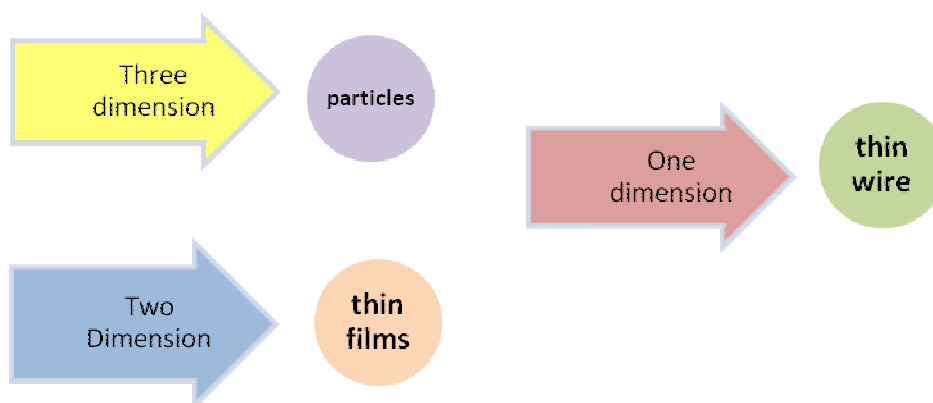 Three
dimension
particles
One
dimension
thin
wire
Two
Dimension
thin
films